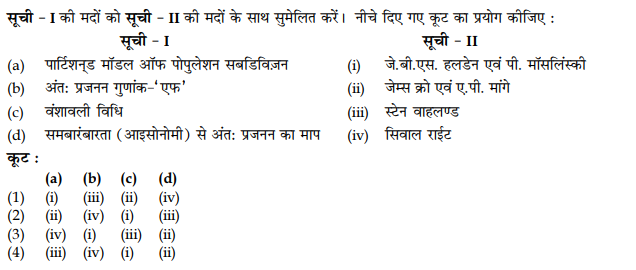 सूची - I की मदों को सूची - II की मदों के साथ सुमेलित करें। नीचे दिए गए कूट का प्रयोग कीजिए :
सूची - I सूची - II
(a) पार्टिशन्ड मॉडल ऑफ पोपुलेशन सबडिविज़न (i) जे.बी.एस. हलडेन एवं पी. मॉसलिंस्की
(b) अंत: प्रजनन गुणांक-‘एफ’ (ii) जेम्स क्रो एवं ए.पी. मांगे
(c) वंशावली विधि (iii) स्टेन वाहलण्ड
(d) समबारंबारता (आइसोनोमी) से अंत: प्रजनन का माप (iv) सिवाल राईट
कूट :
(a) (b) (c) (d)
(1) (i) (iii) (ii) (iv)
(2) (ii) (iv) (i) (iii)
(3) (iv) (i) (iii) (ii)
(4) (iii) (iv) (i) (ii)